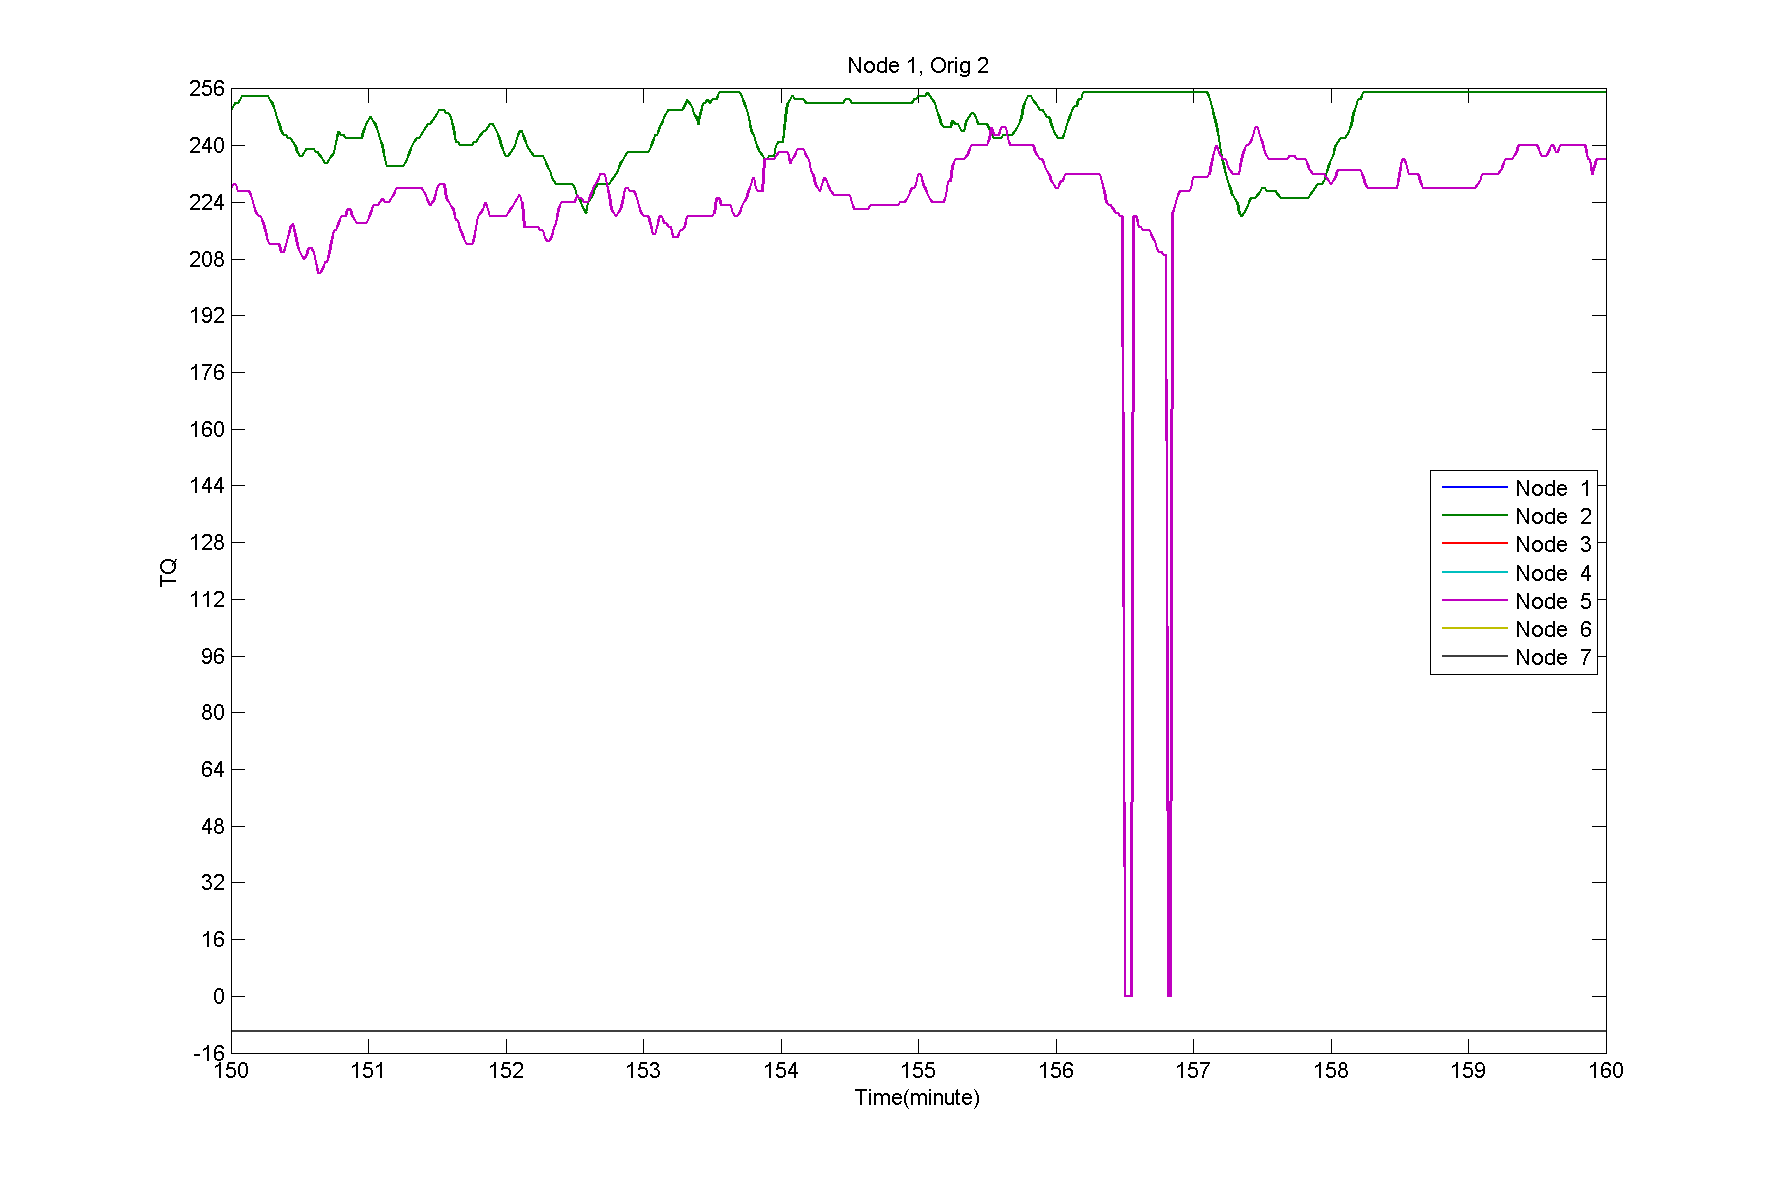 Node 1, Orig 2
256
240
224
208
192
176
160
144
128
112
96
80
64
48
32
16
0
-16
TQ
150 151 152 153 154 155 156 157 158 159 160
Time(minute)
Node 1
Node 2
Node 3
Node 4
Node 5
Node 6
Node 7